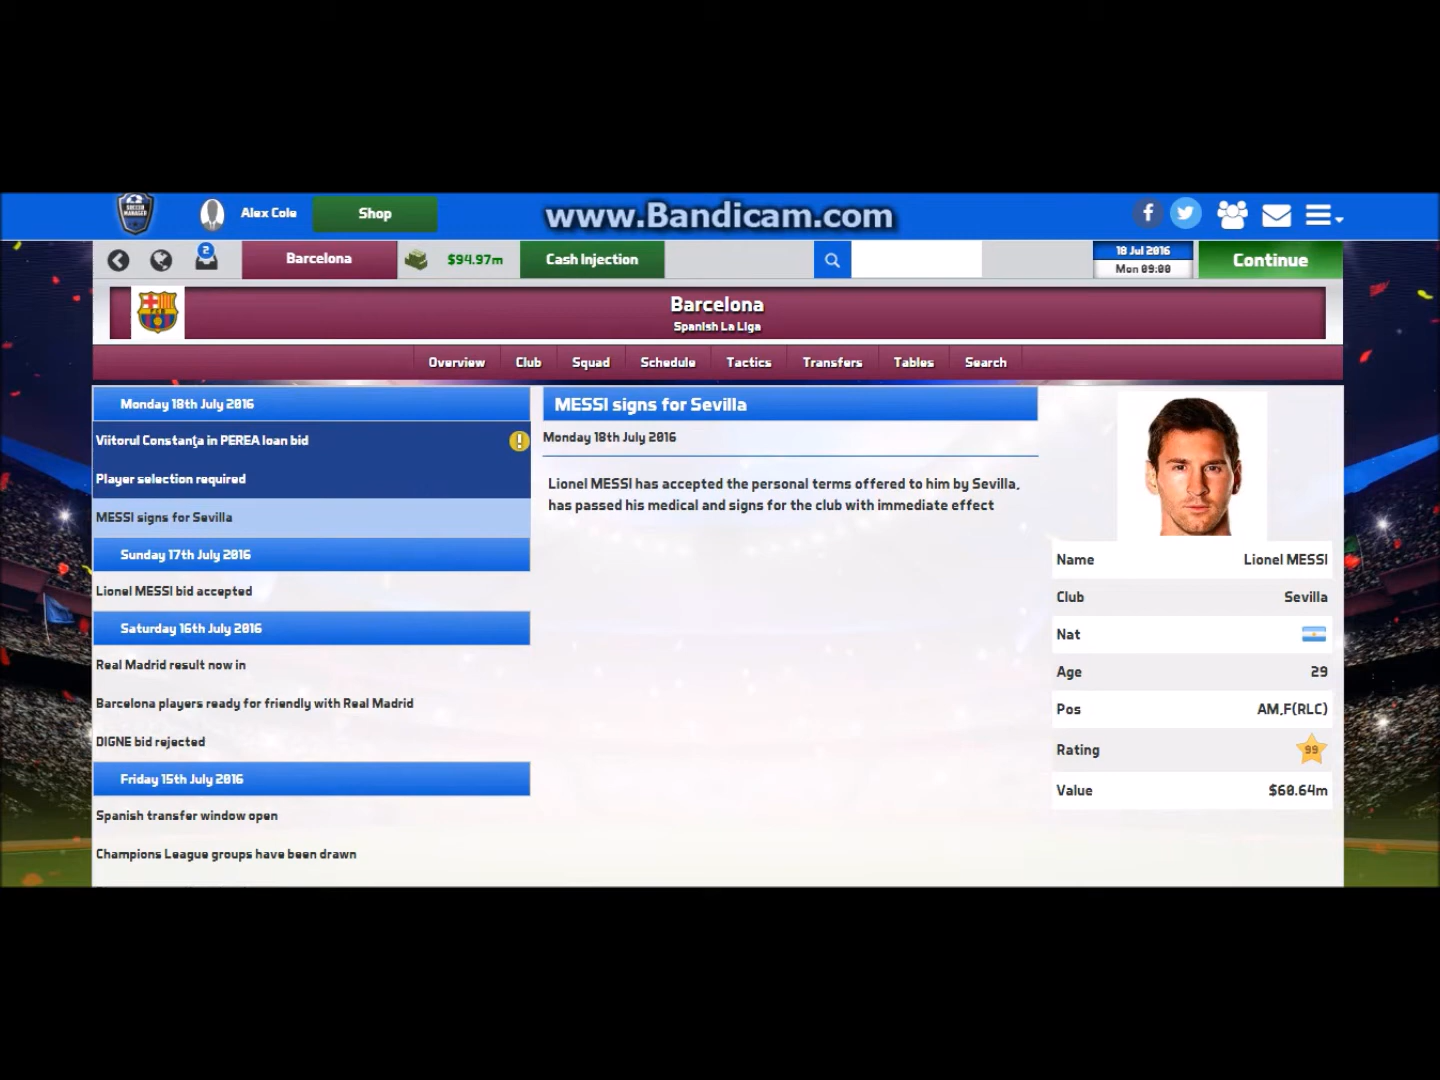 SOCCER
MANAGER
Alex Cole
Shop
www.Bandicam.com
2
Barcelona
$94.97m
Cash Injection
18 Jul 2016
Mon 09:00
Continue
Barcelona
Spanish La Liga
Overview Club Squad Schedule Tactics Transfers Tables Search
Monday 18th July 2016
Viitorul Constanţa in PEREA loan bid
Player selection required
MESSI signs for Sevilla
Sunday 17th July 2016
Lionel MESSI bid accepted
Saturday 16th July 2016
Real Madrid result now in
Barcelona players ready for friendly with Real Madrid
DIGNE bid rejected
Friday 15th July 2016
Spanish transfer window open
Champions League groups have been drawn
MESSI signs for Sevilla
Monday 18th July 2016
Lionel MESSI has accepted the personal terms offered to him by Sevilla,
has passed his medical and signs for the club with immediate effect
Name Lionel MESSI
Club Sevilla
Nat
Age 29
Pos AM,F(RLC)
Rating 99
Value $60.64m